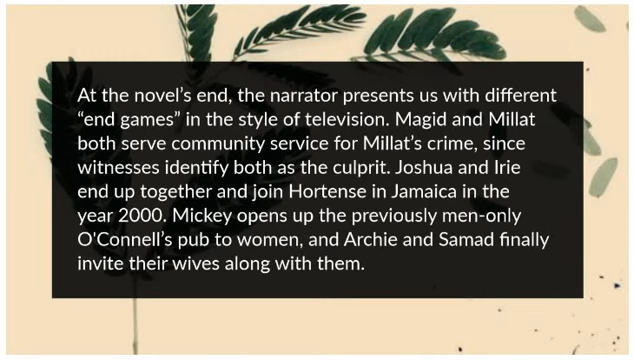 At the novel’s end, the narrator presents us with different
“end games” in the style of television. Magid and Millat
both serve community service for Millat’s crime, since
witnesses identify both as the culprit. Joshua and Irie
end up together and join Hortense in Jamaica in the
year 2000. Mickey opens up the previously men-only
O'Connell’s pub to women, and Archie and Samad finally
invite their wives along with them.